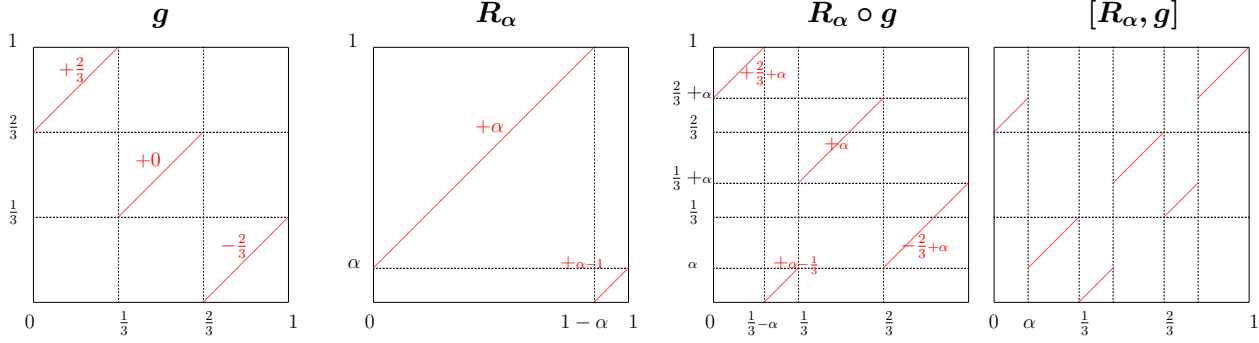 g
1
2/3
1/3
+2/3
+0
−2/3
0 1/3 2/3 1
R_α
1
α
+α
+α−1
0 1 − α 1
R_α ∘ g
1
2/3 +α
2/3
1/3 +α
1/3
α
+2/3+α
+α
−2/3+α
+α−1/3
0 1/3−α 1/3 2/3 1
[R_α, g]
0 α 1/3 2/3 1